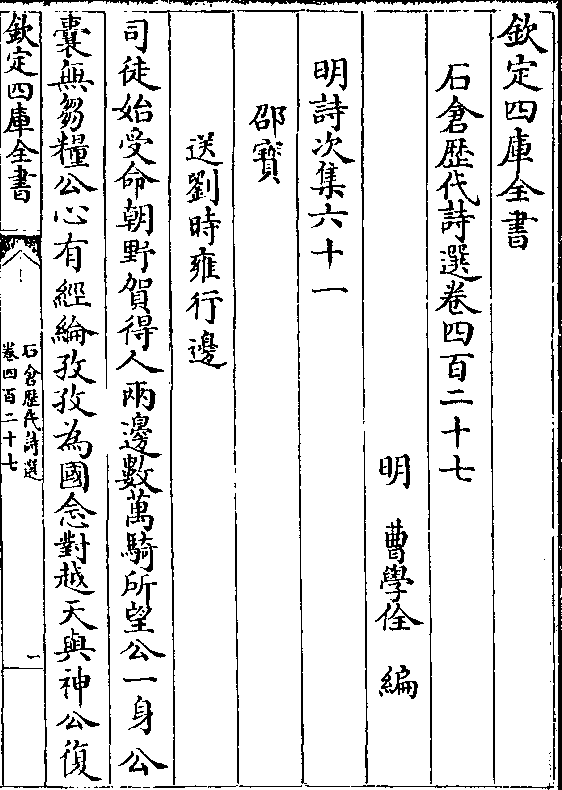 欽定四庫全書
石倉歴代詩選卷四百二十七
明 曹學佺 編
明詩次集六十一
邵寳
送劉時雍行邊
司徒始受命朝野賀得人兩邊數萬騎所望公一身公
囊無芻糧公心有經綸孜孜為國念對越天與神公復
欽定四庫全書
石倉歴代詩選
卷四百二十七
一